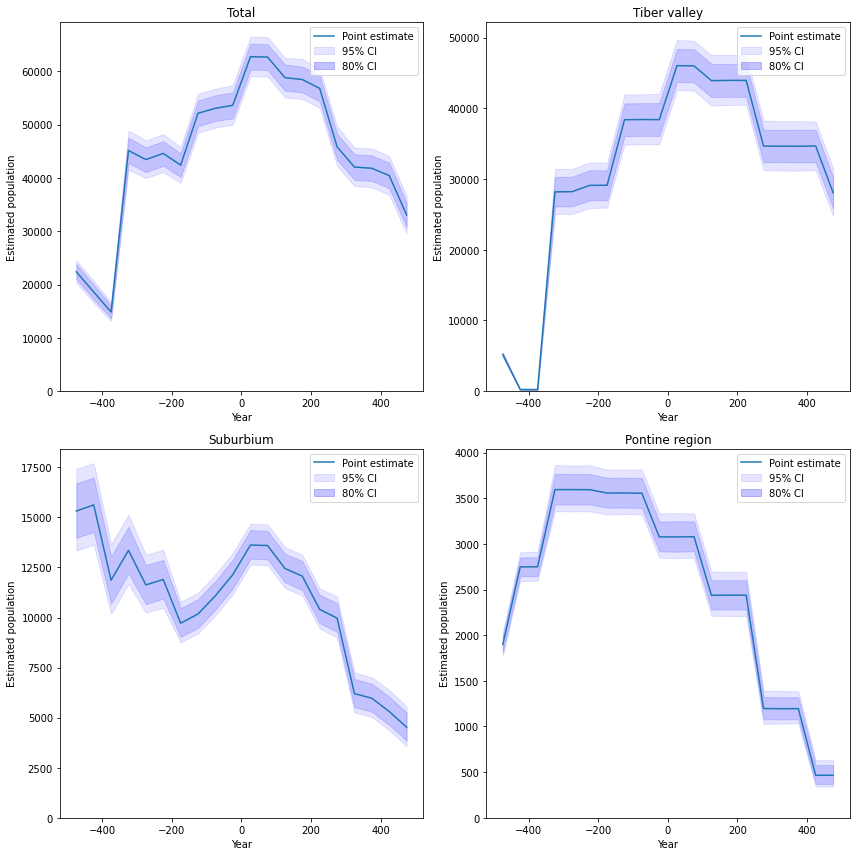 Total
Point estimate
95% CI
80% CI
Estimated population
60000
50000
40000
30000
20000
10000
0
−400 −200 0 200 400
Year
Tiber valley
Point estimate
95% CI
80% CI
Estimated population
50000
40000
30000
20000
10000
0
−400 −200 0 200 400
Year
Suburbium
Point estimate
95% CI
80% CI
Estimated population
17500
15000
12500
10000
7500
5000
2500
0
−400 −200 0 200 400
Year
Pontine region
Point estimate
95% CI
80% CI
Estimated population
4000
3500
3000
2500
2000
1500
1000
500
0
−400 −200 0 200 400
Year